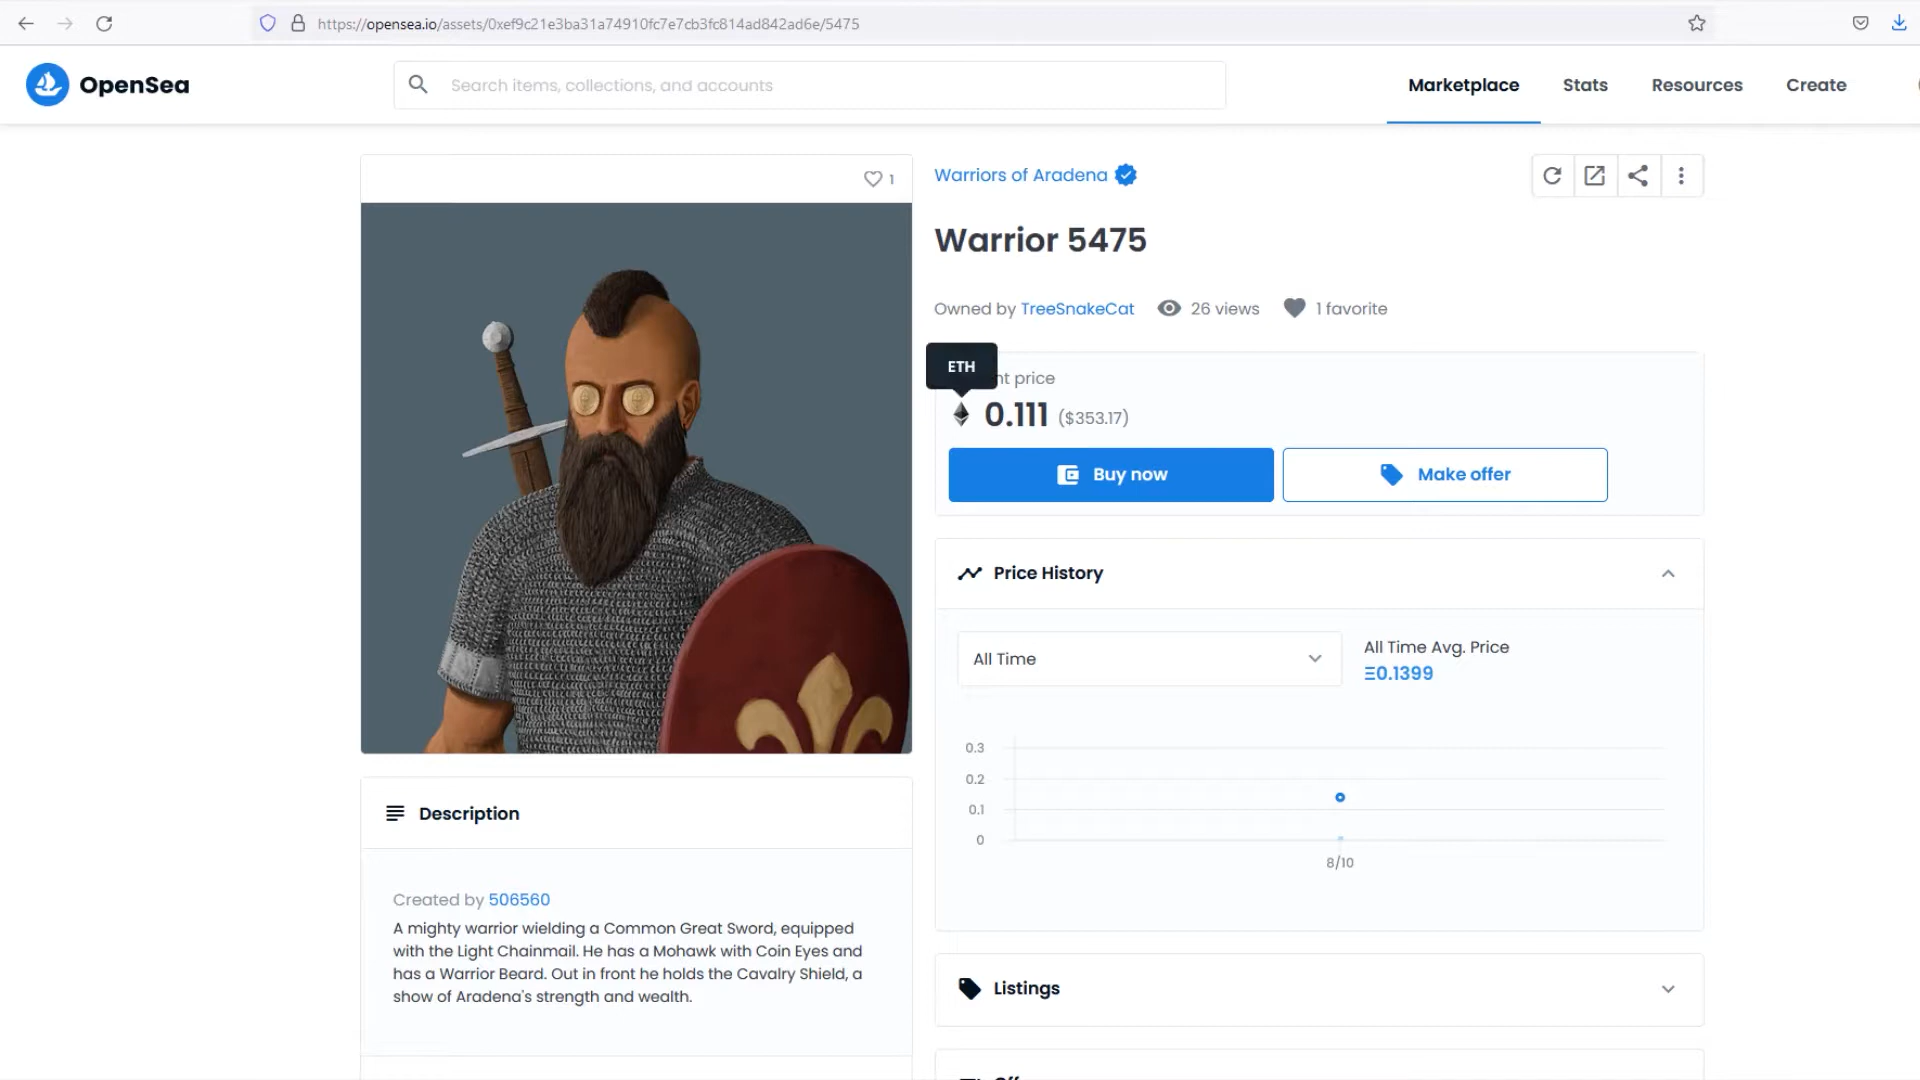 https://opensea.io/assets/0xef9c21e3ba31a74910fc7e7cb3fc814ad842ad6e/5475
OpenSea
Search items, collections, and accounts
Marketplace
Stats
Resources
Create
1
Warriors of Aradena
Warrior 5475
Owned by TreeSnakeCat
26 views
1 favorite
ETH
nt price
0.111 ($353.17)
Buy now
Make offer
Price History
All Time
All Time Avg. Price
Ξ0.1399
0.3
0.2
0.1
0
8/10
Listings
Description
Created by 506560
A mighty warrior wielding a Common Great Sword, equipped
with the Light Chainmail. He has a Mohawk with Coin Eyes and
has a Warrior Beard. Out in front he holds the Cavalry Shield, a
show of Aradena's strength and wealth.